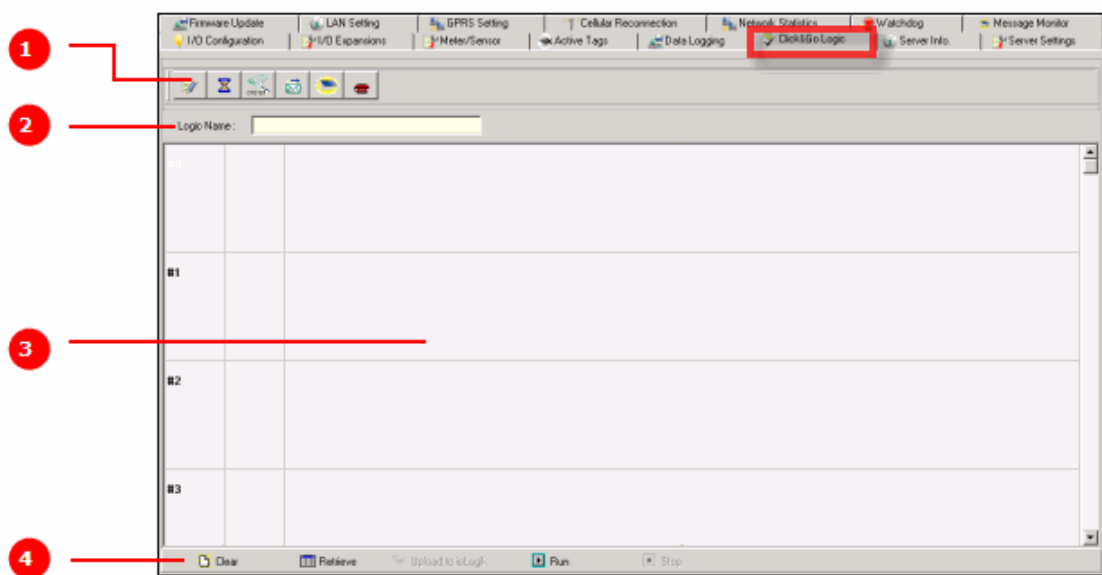 Firmware Update LAN Setting GPRS Setting Cellular Reconnection Network Statistics Watchdog Message Monitor
I/O Configuration I/O Expansions Meter/Sensor Active Tags Data Logging Click&Go Logic Server Info. Server Settings
1
2
Logic Name :
#0
#1
3
#2
#3
4
Clear Retrieve Upload to ioLogik Run Stop